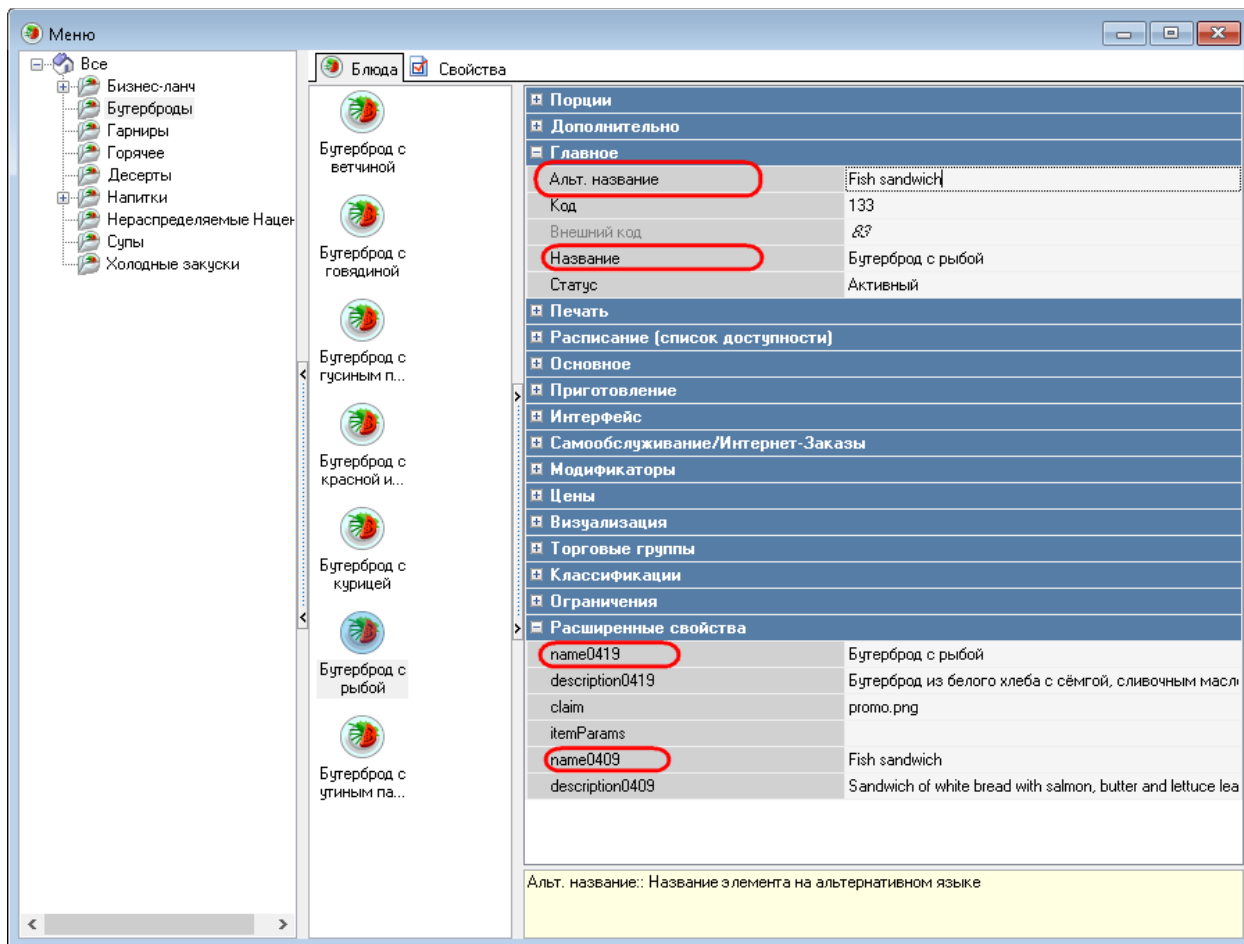 Меню
Все
Бизнес-ланч
Бутерброды
Гарниры
Горячее
Десерты
Напитки
Нераспределяемые Нацен
Супы
Холодные закуски
Блюда
Свойства
Бутерброд с
ветчиной
Бутерброд с
говядиной
Бутерброд с
гусиным п...
Бутерброд с
красной и...
Бутерброд с
курицей
Бутерброд с
рыбой
Бутерброд с
утиным па...
Порции
Дополнительно
Главное
Альт. название Fish sandwich
Код 133
Внешний код 83
Название Бутерброд с рыбой
Статус Активный
Печать
Расписание (список доступности)
Основное
Приготовление
Интерфейс
Самообслуживание/Интернет-Заказы
Модификаторы
Цены
Визуализация
Торговые группы
Классификации
Ограничения
Расширенные свойства
name0419 Бутерброд с рыбой
description0419 Бутерброд из белого хлеба с сёмгой, сливочным масл
claim promo.png
itemParams
name0409 Fish sandwich
description0409 Sandwich of white bread with salmon, butter and lettuce lea
Альт. название:: Название элемента на альтернативном языке